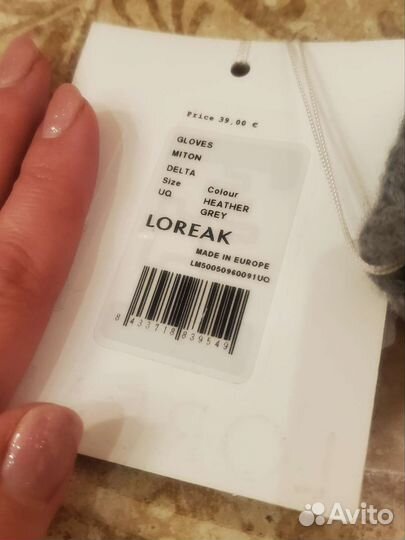 Price 39,00 €
GLOVES
MITON
DELTA
Size Colour
UQ HEATHER
GREY
LOREAK
MADE IN EUROPE
LM50050960091UQ
8 433718 839549
Avito